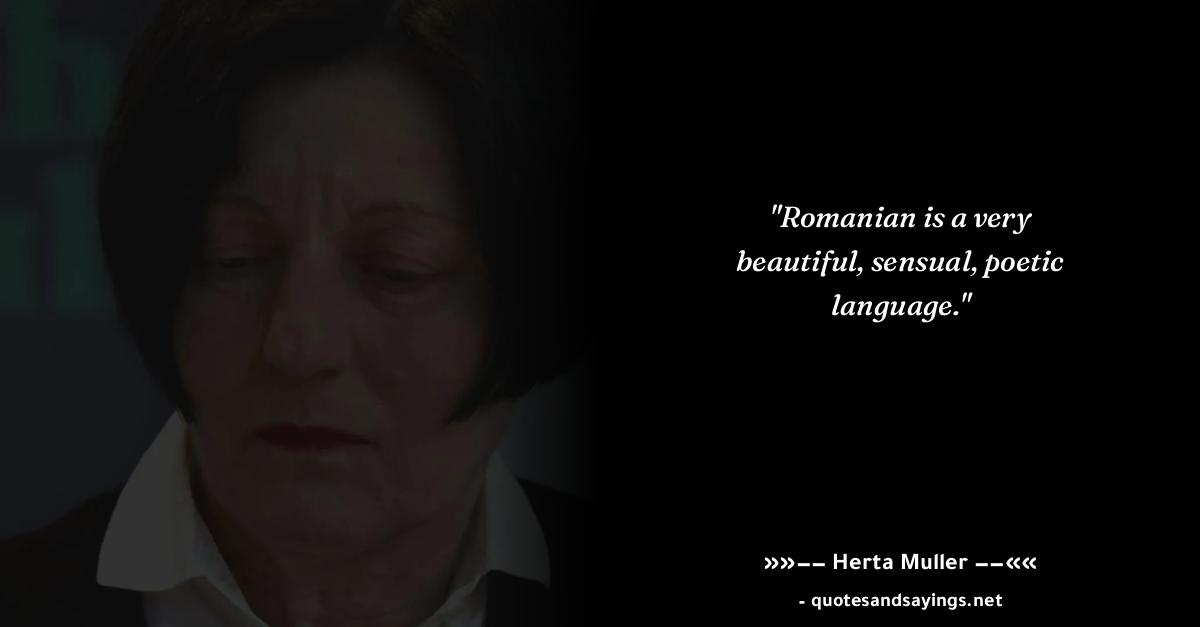 "Romanian is a very
beautiful, sensual, poetic
language."
»»−− Herta Muller −−««
- quotesandsayings.net